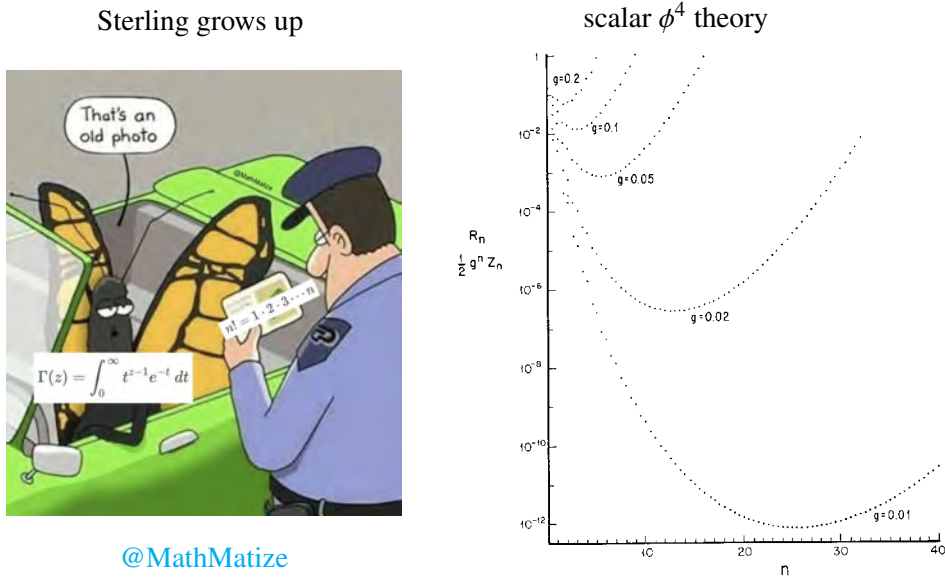 Sterling grows up
That's an
old photo
@MathMatize
n! = 1 · 2 · 3 ··· n
Γ(z) = ∫₀^∞ t^{z−1} e^{−t} dt
@MathMatize
scalar ϕ⁴ theory
1
10⁻²
10⁻⁴
10⁻⁶
10⁻⁸
10⁻¹⁰
10⁻¹²
Rₙ
½ gⁿ Zₙ
g=0.2
g=0.1
g=0.05
g=0.02
g=0.01
10 20 30 40
n